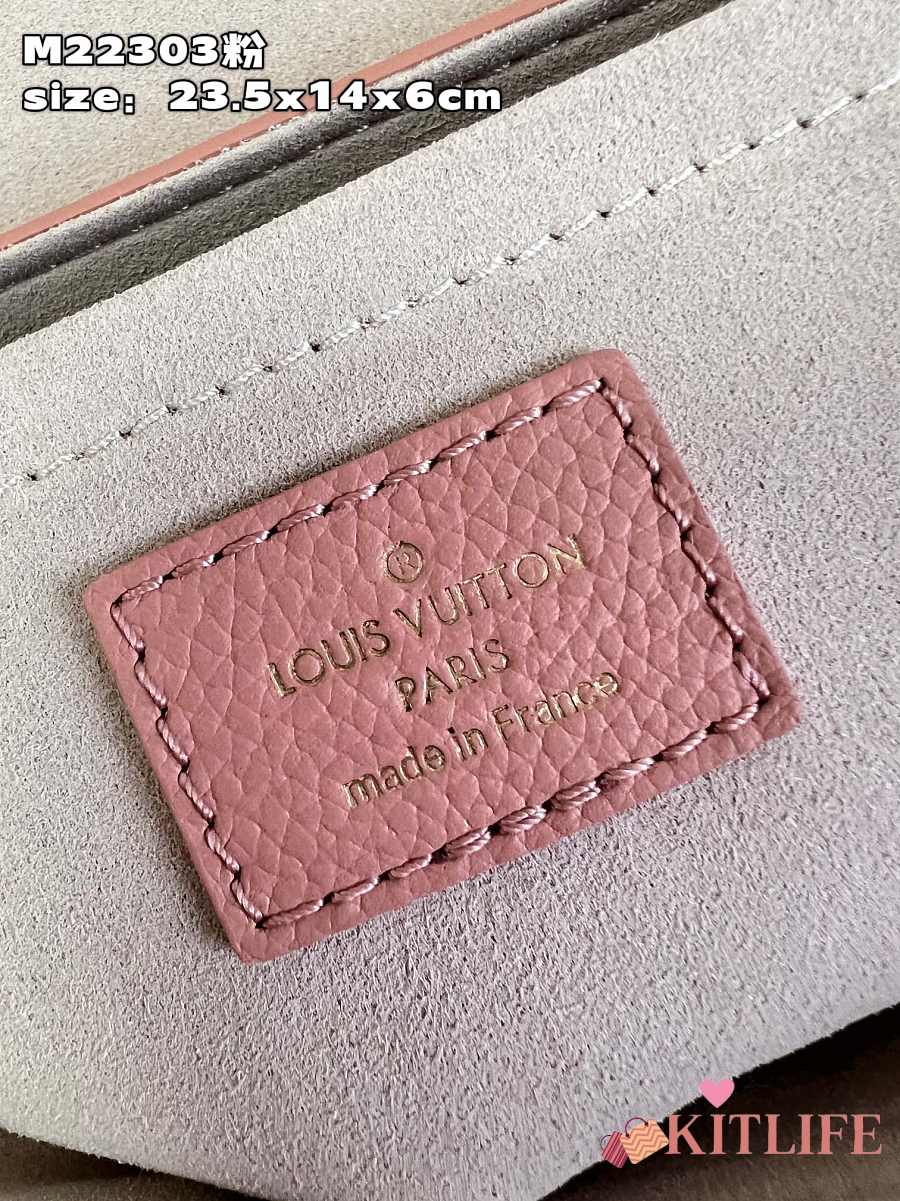 M22303粉
size: 23.5x14x6cm
®
LOUIS VUITTON
PARIS
made in France
KITLIFE